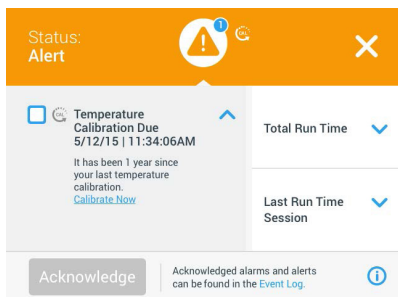 Status:
Alert
1
CAL
CAL
Temperature
Calibration Due
5/12/15 | 11:34:06AM
It has been 1 year since
your last temperature
calibration.
Calibrate Now
Total Run Time
Last Run Time
Session
Acknowledge
Acknowledged alarms and alerts
can be found in the Event Log.
i